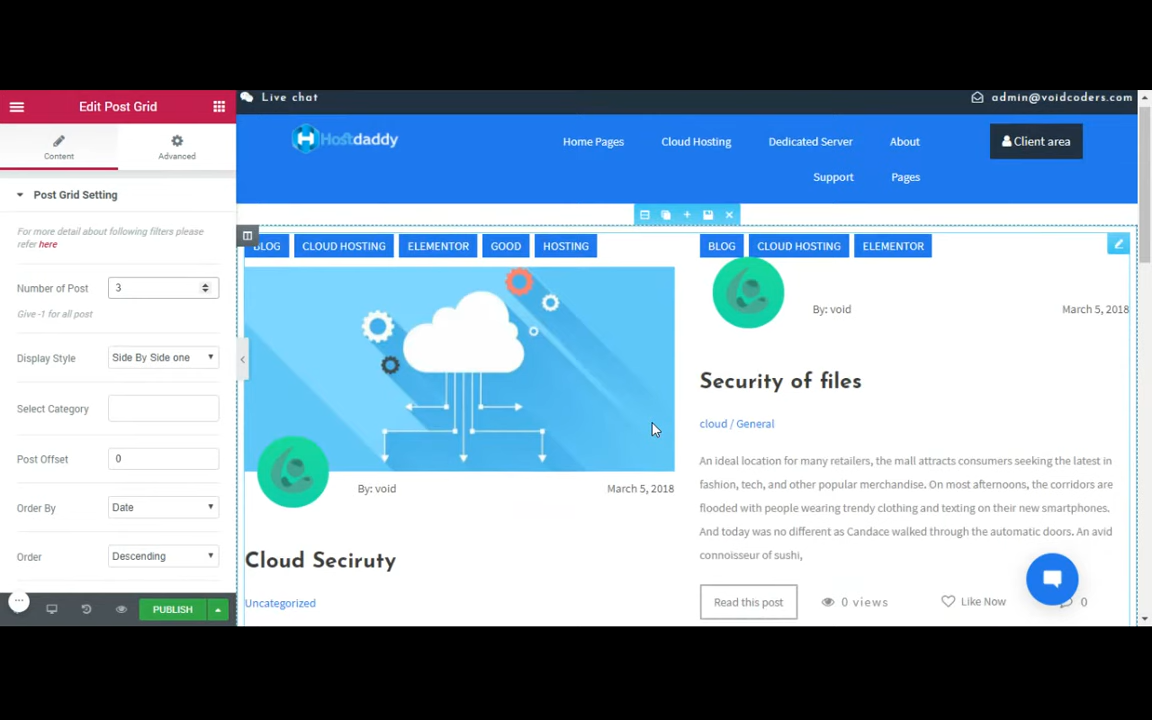 Edit Post Grid
Content
Advanced
Post Grid Setting
For more detail about following filters please
refer here
Number of Post
3
Give -1 for all post
Display Style
Side By Side one
Select Category
Post Offset
0
Order By
Date
Order
Descending
PUBLISH
Live chat
admin@voidcoders.com
Hostdaddy
Home Pages
Cloud Hosting
Dedicated Server
About
Client area
Support
Pages
BLOG
CLOUD HOSTING
ELEMENTOR
GOOD
HOSTING
By: void
March 5, 2018
Cloud Seciruty
Uncategorized
BLOG
CLOUD HOSTING
ELEMENTOR
By: void
March 5, 2018
Security of files
cloud / General
An ideal location for many retailers, the mall attracts consumers seeking the latest in
fashion, tech, and other popular merchandise. On most afternoons, the corridors are
flooded with people wearing trendy clothing and texting on their new smartphones.
And today was no different as Candace walked through the automatic doors. An avid
connoisseur of sushi,
Read this post
0 views
Like Now
0